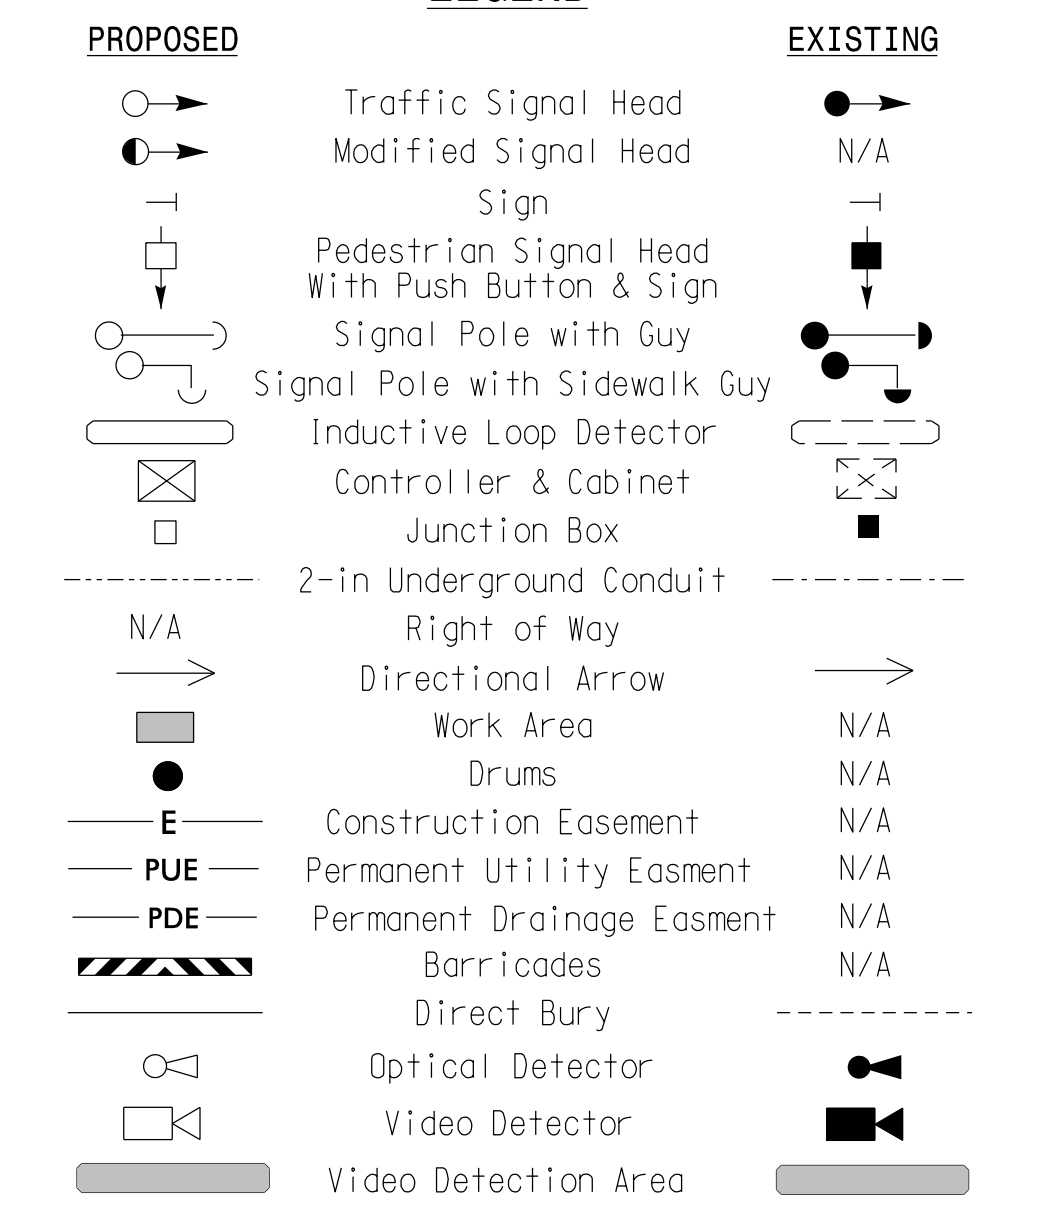 LEGEND
PROPOSED EXISTING
Traffic Signal Head
Modified Signal Head N/A
Sign
Pedestrian Signal Head
With Push Button & Sign
Signal Pole with Guy
Signal Pole with Sidewalk Guy
Inductive Loop Detector
Controller & Cabinet
Junction Box
2-in Underground Conduit
N/A Right of Way
Directional Arrow
Work Area N/A
Drums N/A
E Construction Easement N/A
PUE Permanent Utility Easment N/A
PDE Permanent Drainage Easment N/A
Barricades N/A
Direct Bury
Optical Detector
Video Detector
Video Detection Area